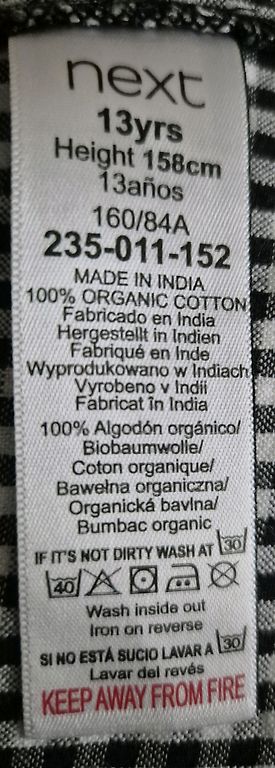 next
13yrs
Height 158cm
13años
160/84A
235-011-152
MADE IN INDIA
100% ORGANIC COTTON
Fabricado en India
Hergestellt in Indien
Fabriqué en Inde
Wyprodukowano w Indiach
Vyrobeno v Indii
Fabricat în India
100% Algodón orgánico/
Biobaumwolle/
Coton organique/
Bawełna organiczna/
Organická bavlna/
Bumbac organic
IF IT'S NOT DIRTY WASH AT 30
40
Wash inside out
Iron on reverse
SI NO ESTÁ SUCIO LAVAR A 30
Lavar del revés
KEEP AWAY FROM FIRE